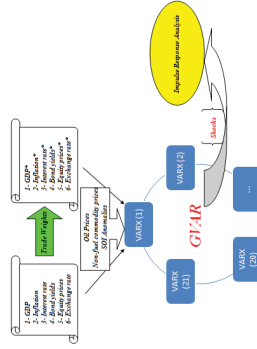 1- GDP
2- Inflation
3- Interest rate
4- Bond yields
5- Equity prices
6- Exchange rate
Trade Weights
1- GDP*
2- Inflation*
3- Interest rate*
4- Bond yields*
5- Equity prices*
6- Exchange rate*
Oil Prices
Non-fuel commodity prices
SOI Anomalies
VARX (1)
VARX (2)
...
VARX
(20)
VARX
(21)
GVAR
Shocks
Impulse Response Analysis